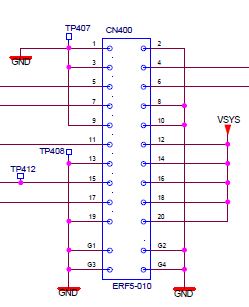 TP407
CN400
1 2
GND
3 4
5 6
7 8
9 10
VSYS
11 12
TP408
13 14
TP412
15 16
17 18
19 20
G1 G2
G3 G4
GND ERF5-010 GND